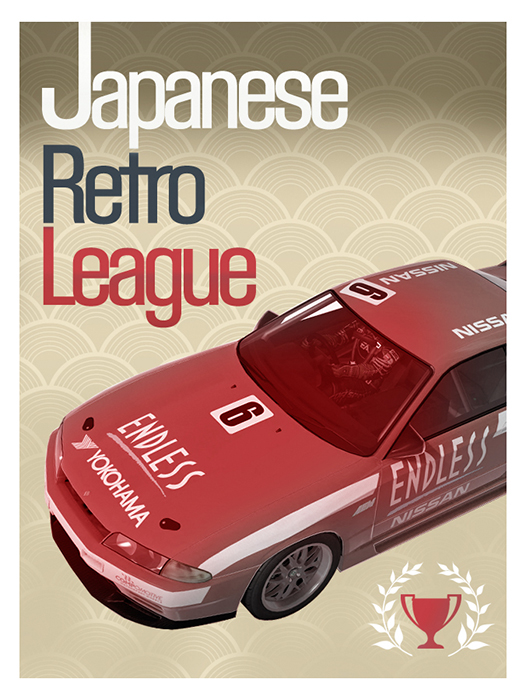 Japanese
Retro
League
6
NISSAN
NISSAN
6
ENDLESS
YOKOHAMA
ENDLESS
NISSAN